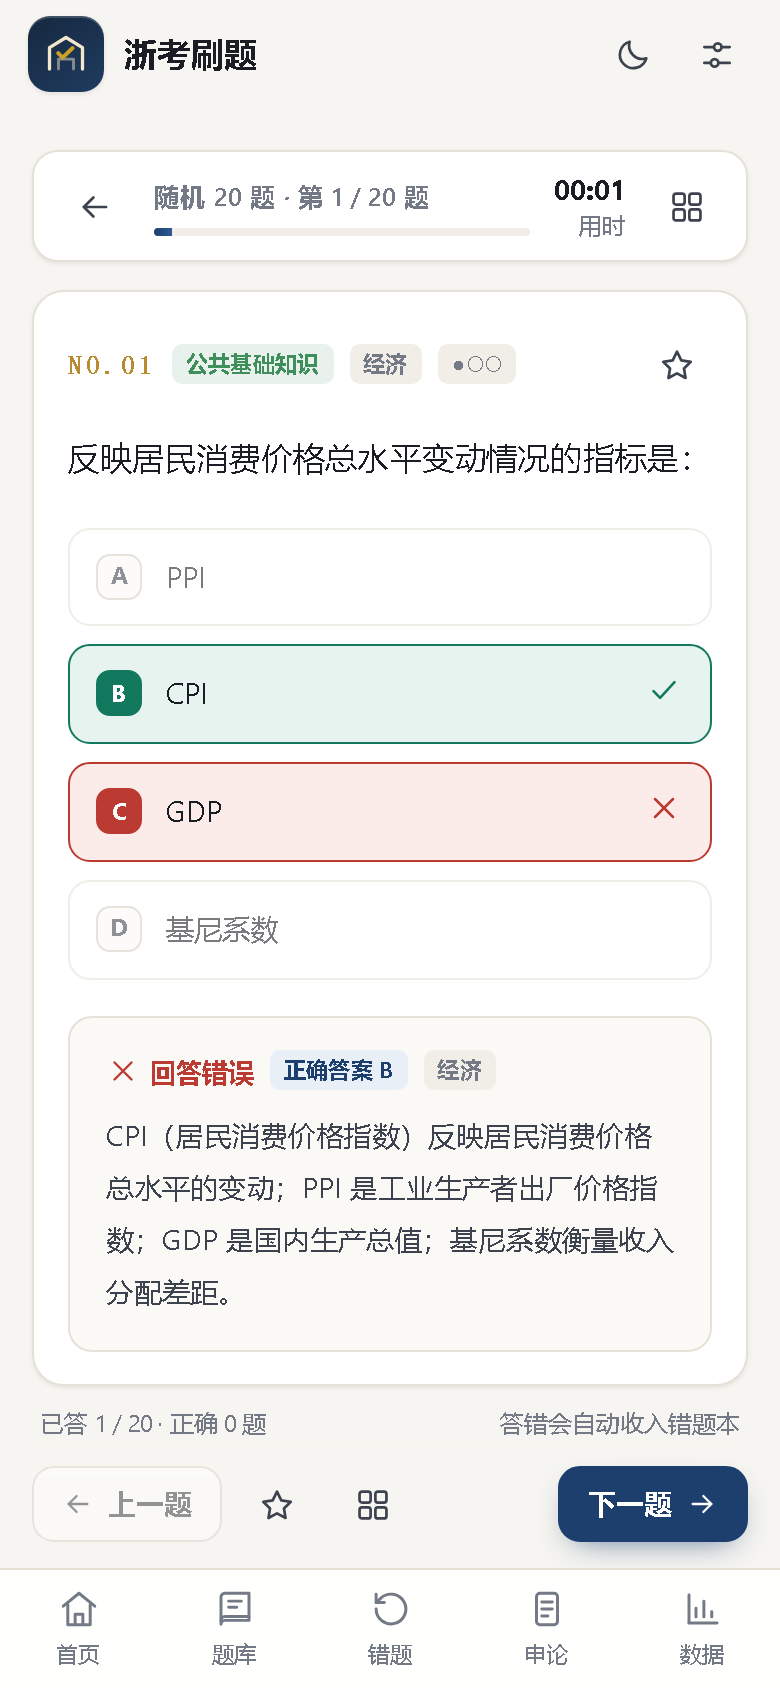 浙考刷题
随机 20 题 · 第 1 / 20 题
00:01
用时
NO.01 公共基础知识 经济 ●○○
反映居民消费价格总水平变动情况的指标是：
A PPI
B CPI
C GDP
D 基尼系数
回答错误 正确答案 B 经济
CPI（居民消费价格指数）反映居民消费价格
总水平的变动；PPI 是工业生产者出厂价格指
数；GDP 是国内生产总值；基尼系数衡量收入
分配差距。
已答 1 / 20 · 正确 0 题
答错会自动收入错题本
← 上一题
下一题 →
首页 题库 错题 申论 数据